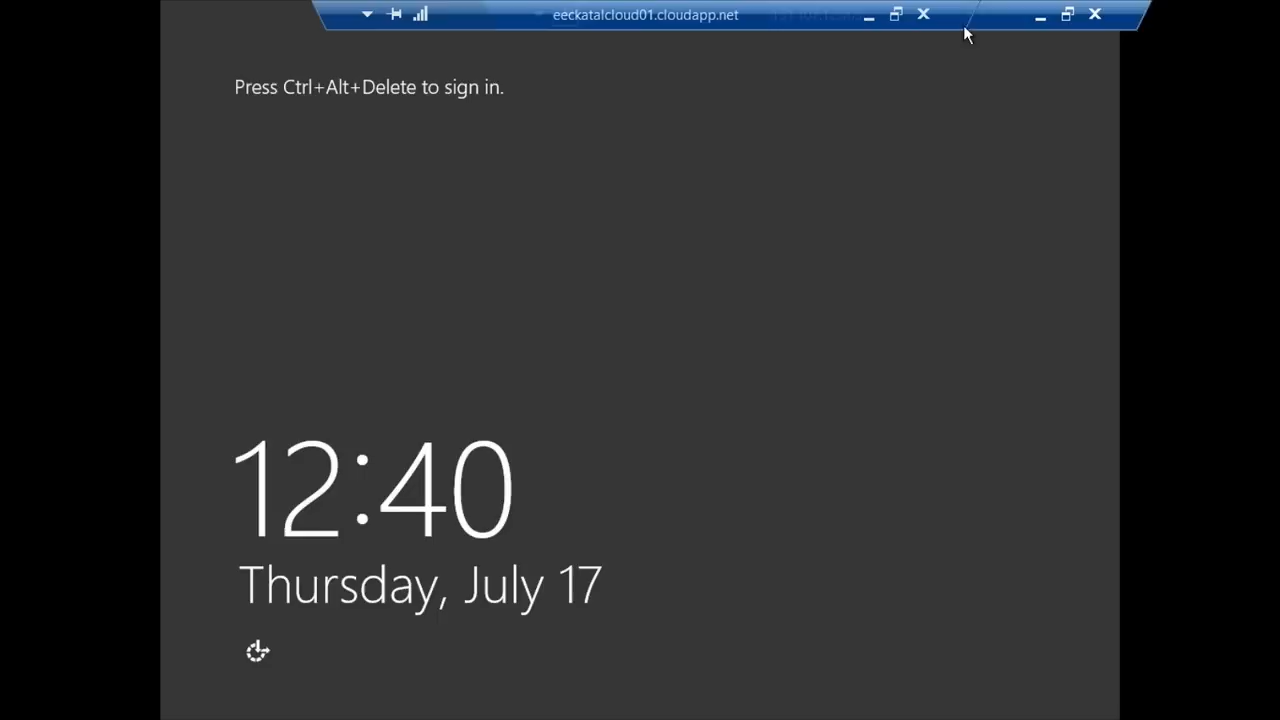 eeckatalcloud01.cloudapp.net
Press Ctrl+Alt+Delete to sign in.
12:40
Thursday, July 17